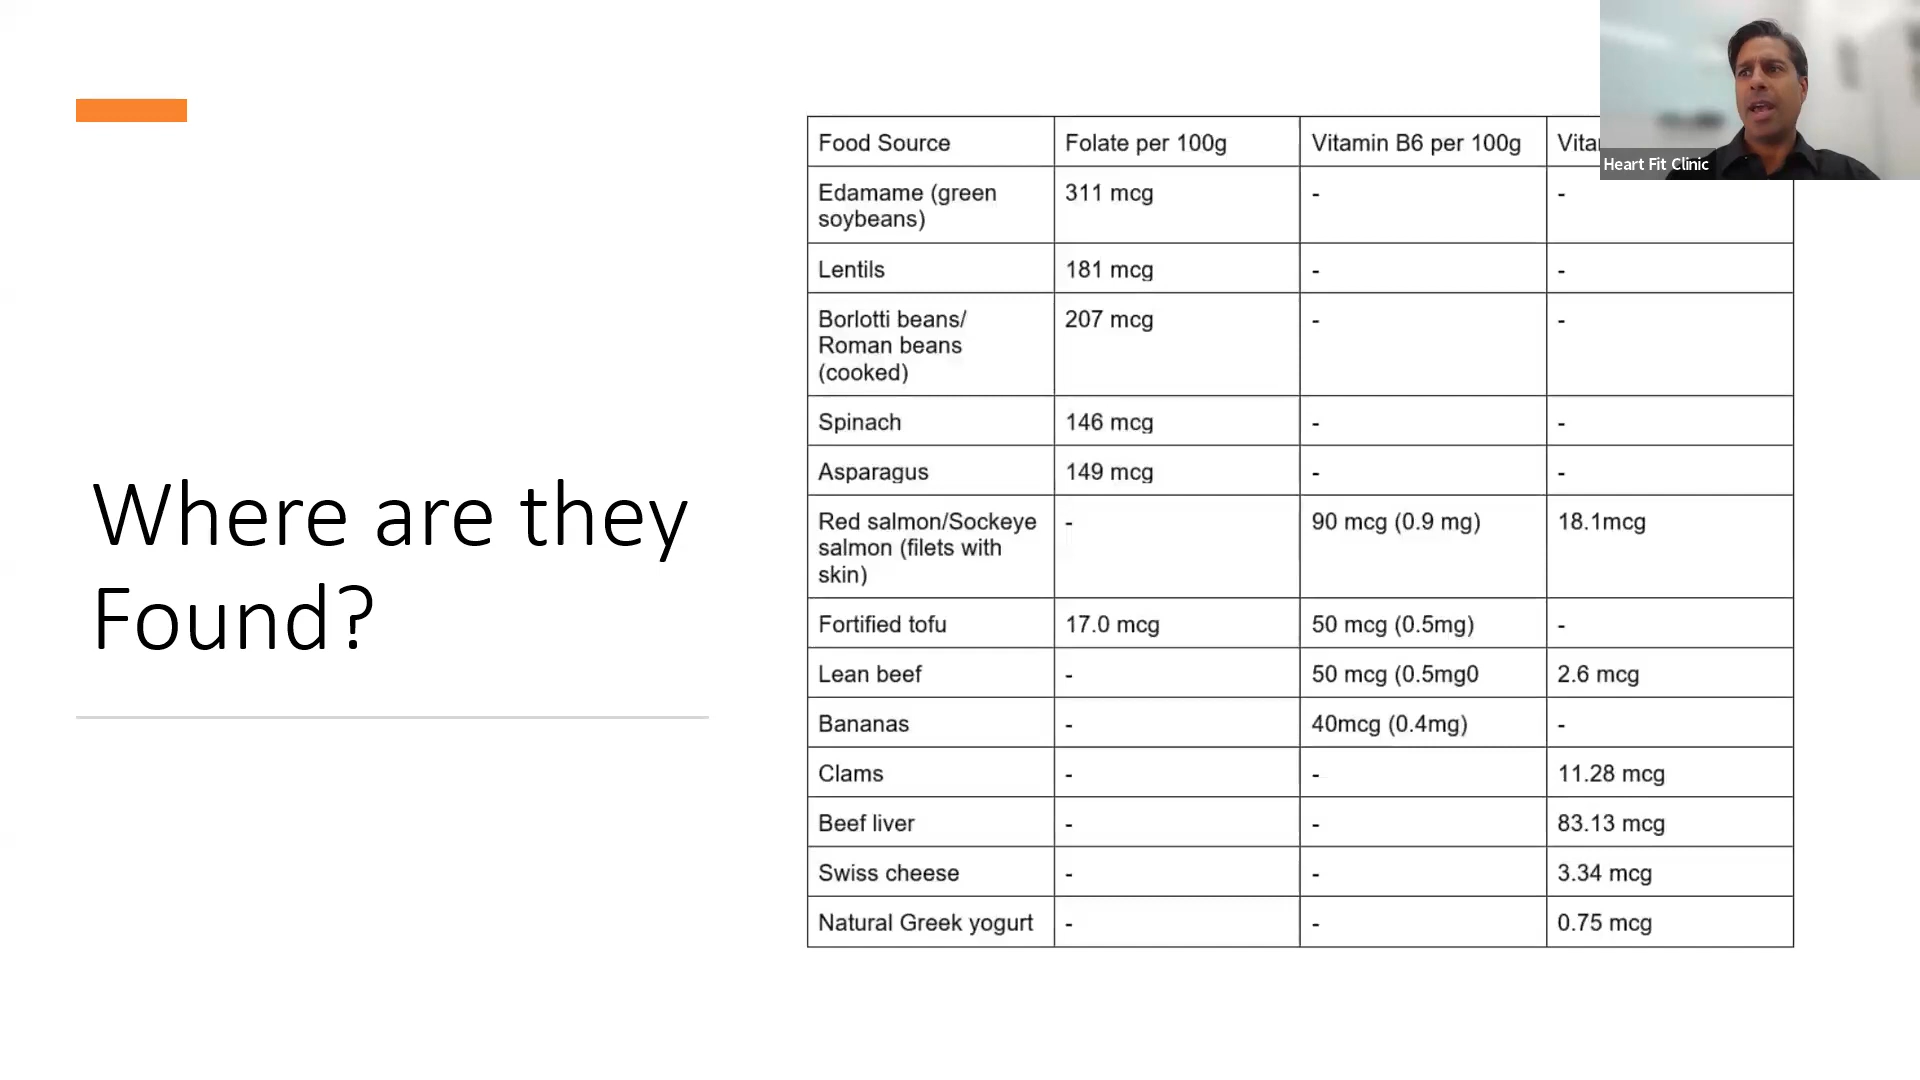 Where are they
Found?
Food Source Folate per 100g Vitamin B6 per 100g
Edamame (green
soybeans) 311 mcg - -
Lentils 181 mcg - -
Borlotti beans/
Roman beans
(cooked) 207 mcg - -
Spinach 146 mcg - -
Asparagus 149 mcg - -
Red salmon/Sockeye
salmon (filets with
skin) - 90 mcg (0.9 mg) 18.1mcg
Fortified tofu 17.0 mcg 50 mcg (0.5mg) -
Lean beef - 50 mcg (0.5mg0 2.6 mcg
Bananas - 40mcg (0.4mg) -
Clams - - 11.28 mcg
Beef liver - - 83.13 mcg
Swiss cheese - - 3.34 mcg
Natural Greek yogurt - - 0.75 mcg
Heart Fit Clinic